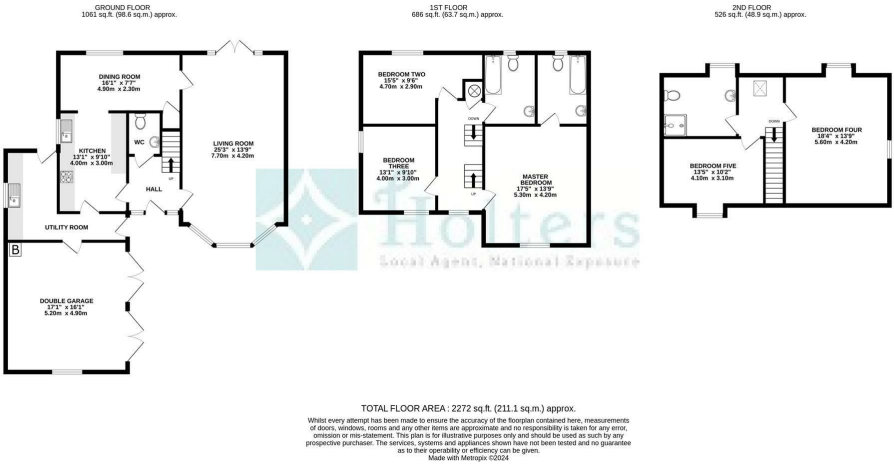 GROUND FLOOR
1061 sq.ft. (98.6 sq.m.) approx.
1ST FLOOR
686 sq.ft. (63.7 sq.m.) approx.
2ND FLOOR
526 sq.ft. (48.9 sq.m.) approx.
DINING ROOM
16'1" x 7'7"
4.90m x 2.30m
KITCHEN
13'1" x 9'10"
4.00m x 3.00m
WC
UP
LIVING ROOM
25'3" x 13'9"
7.70m x 4.20m
HALL
UTILITY ROOM
B
DOUBLE GARAGE
17'1" x 16'1"
5.20m x 4.90m
BEDROOM TWO
15'5" x 9'6"
4.70m x 2.90m
DOWN
BEDROOM
THREE
13'1" x 9'10"
4.00m x 3.00m
UP
MASTER
BEDROOM
17'5" x 13'9"
5.30m x 4.20m
DOWN
BEDROOM FOUR
18'4" x 13'9"
5.60m x 4.20m
BEDROOM FIVE
13'5" x 10'2"
4.10m x 3.10m
Holters
Local Agent, National Exposure
TOTAL FLOOR AREA : 2272 sq.ft. (211.1 sq.m.) approx.
Whilst every attempt has been made to ensure the accuracy of the floorplan contained here, measurements
of doors, windows, rooms and any other items are approximate and no responsibility is taken for any error,
omission or mis-statement. This plan is for illustrative purposes only and should be used as such by any
prospective purchaser. The services, systems and appliances shown have not been tested and no guarantee
as to their operability or efficiency can be given.
Made with Metropix ©2024